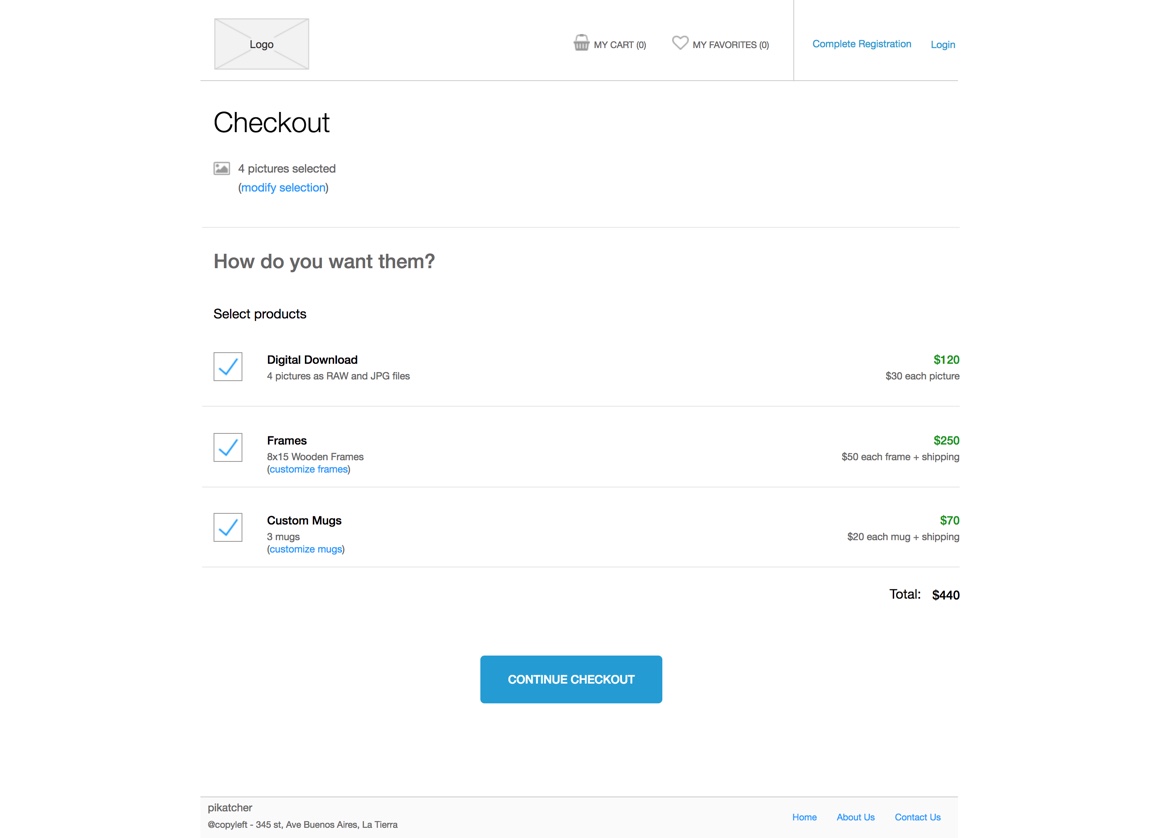 Logo
MY CART (0)
MY FAVORITES (0)
Complete Registration
Login
Checkout
4 pictures selected
(modify selection)
How do you want them?
Select products
Digital Download
$120
4 pictures as RAW and JPG files
$30 each picture
Frames
$250
8x15 Wooden Frames
$50 each frame + shipping
(customize frames)
Custom Mugs
$70
3 mugs
$20 each mug + shipping
(customize mugs)
Total: $440
CONTINUE CHECKOUT
pikatcher
@copyleft - 345 st, Ave Buenos Aires, La Tierra
Home
About Us
Contact Us